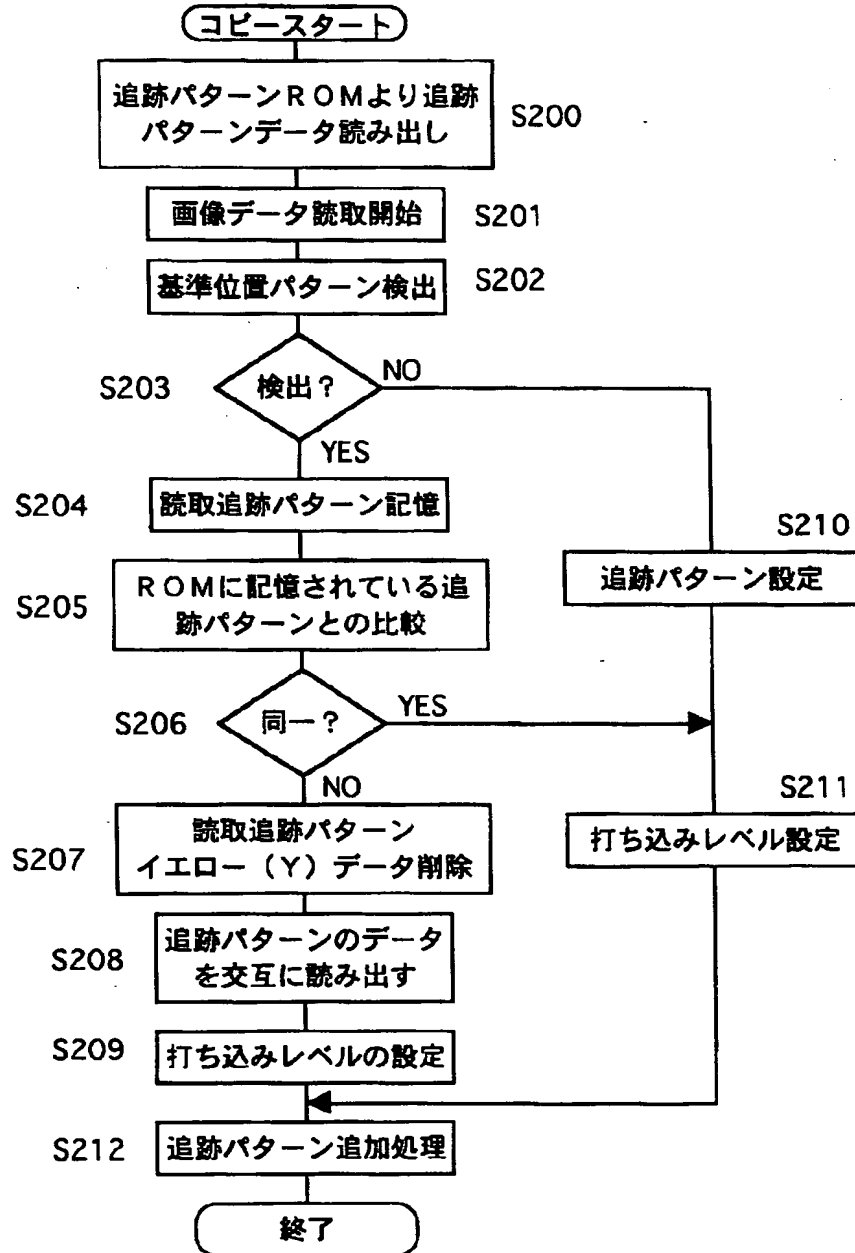 コピースタート
追跡パターンROMより追跡
パターンデータ読み出し
S200
画像データ読取開始
S201
基準位置パターン検出
S202
S203
検出?
NO
YES
S204
読取追跡パターン記憶
S210
追跡パターン設定
S205
ROMに記憶されている追
跡パターンとの比較
S206
同一?
YES
NO
S211
打ち込みレベル設定
S207
読取追跡パターン
イエロー(Y)データ削除
S208
追跡パターンのデータ
を交互に読み出す
S209
打ち込みレベルの設定
S212
追跡パターン追加処理
終了